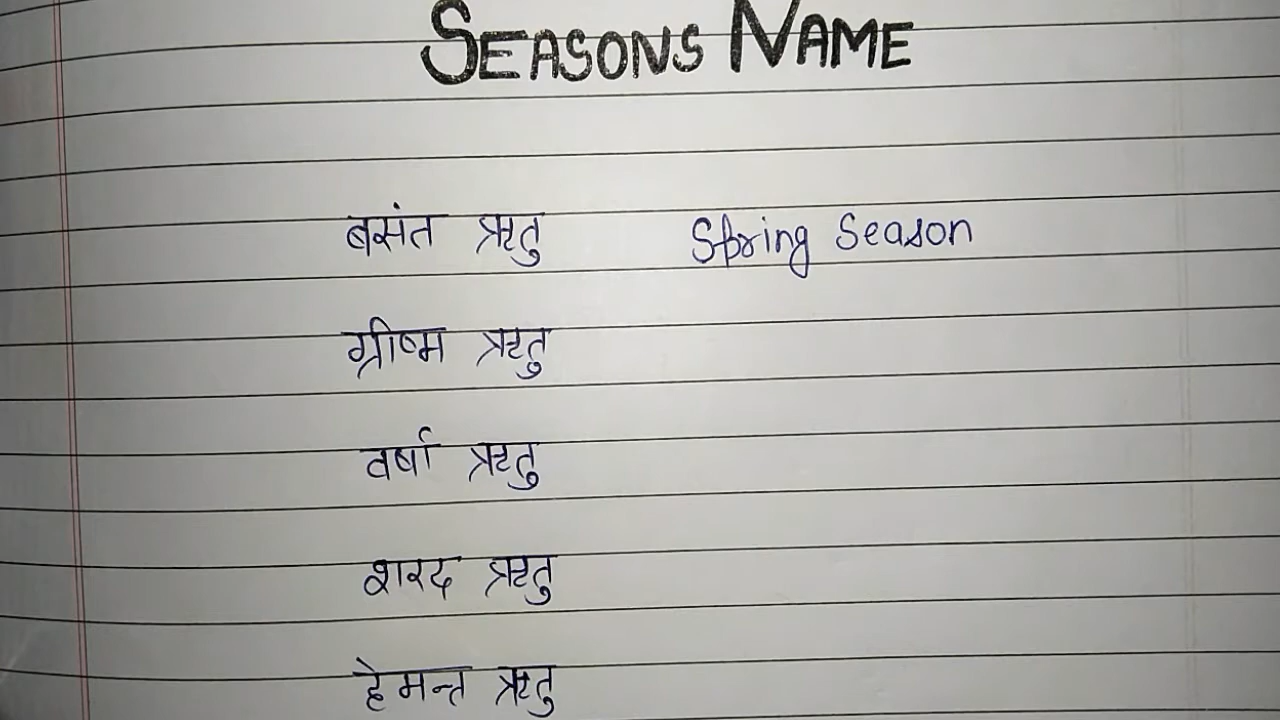 SEASONS NAME
बसंत ऋतु Spring Season
ग्रीष्म ऋतु
वर्षा ऋतु
शरद ऋतु
हेमन्त ऋतु